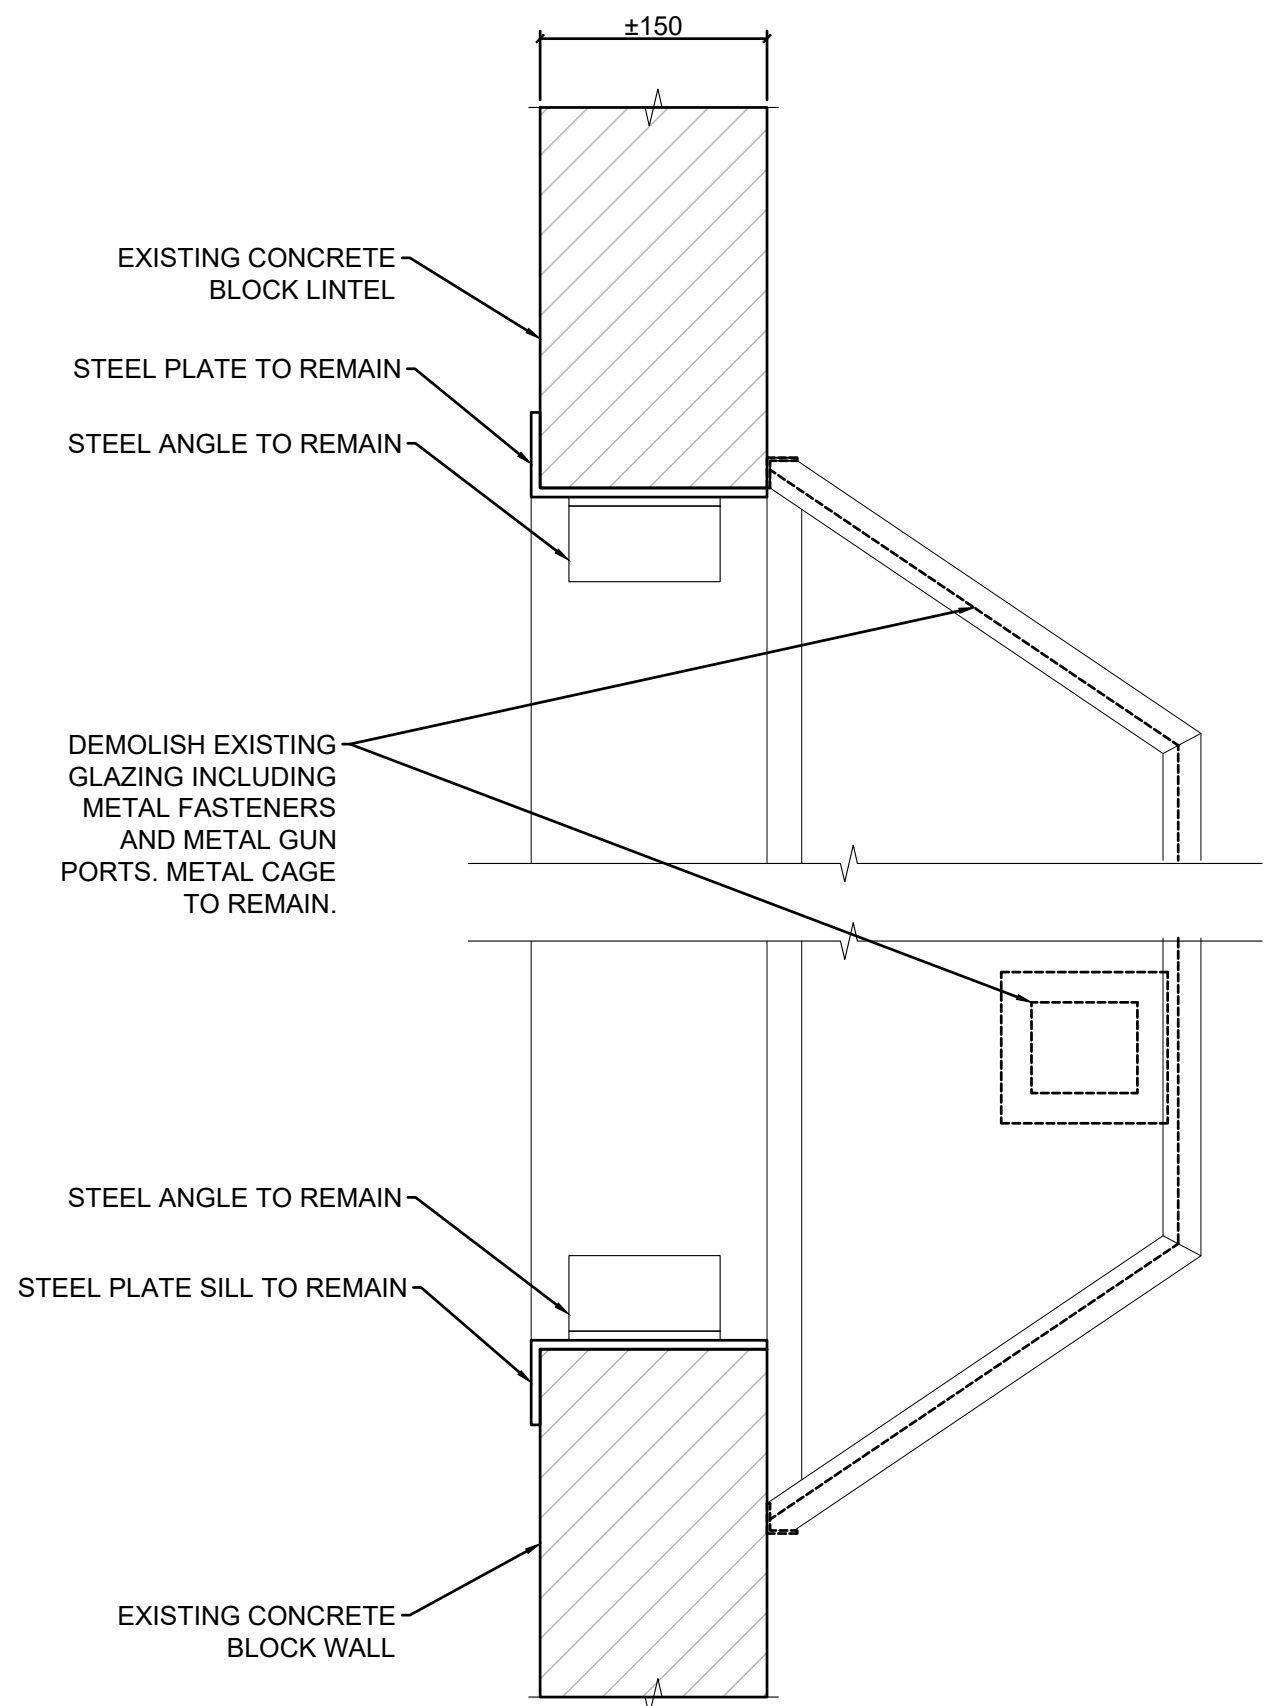 ±150
EXISTING CONCRETE
BLOCK LINTEL
STEEL PLATE TO REMAIN
STEEL ANGLE TO REMAIN
DEMOLISH EXISTING
GLAZING INCLUDING
METAL FASTENERS
AND METAL GUN
PORTS. METAL CAGE
TO REMAIN.
STEEL ANGLE TO REMAIN
STEEL PLATE SILL TO REMAIN
EXISTING CONCRETE
BLOCK WALL